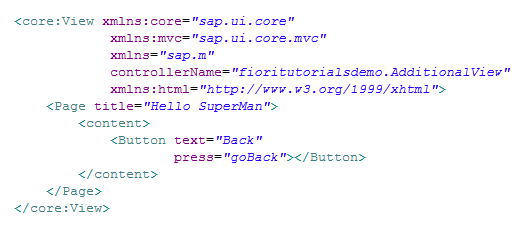 <core:View xmlns:core="sap.ui.core"
            xmlns:mvc="sap.ui.core.mvc"
            xmlns="sap.m"
            controllerName="fioritutorialsdemo.AdditionalView"
            xmlns:html="http://www.w3.org/1999/xhtml">
    <Page title="Hello SuperMan">
        <content>
            <Button text="Back"
                    press="goBack"></Button>
        </content>
    </Page>
</core:View>